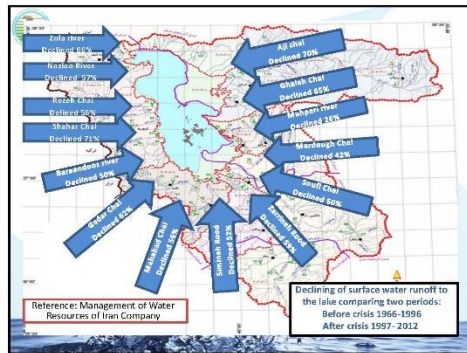 Zola river
Declined 66%
Nazloo River
Declined 57%
Rozeh Chai
Declined 56%
Shahar Chai
Declined 71%
Baraandooz river
Declined 50%
Gedar Chai
Declined 62%
Mahabad Chai
Declined 56%
Simineh Rood
Declined 52%
Zarrineh Rood
Declined 59%
Soufi Chai
Declined 50%
Mardough Chai
Declined 42%
Mahpari river
Declined 26%
Ghaleh Chai
Declined 65%
Aji chai
Declined 70%
Reference: Management of Water
Resources of Iran Company
Declining of surface water runoff to
the lake comparing two periods:
Before crisis 1966-1996
After crisis 1997- 2012